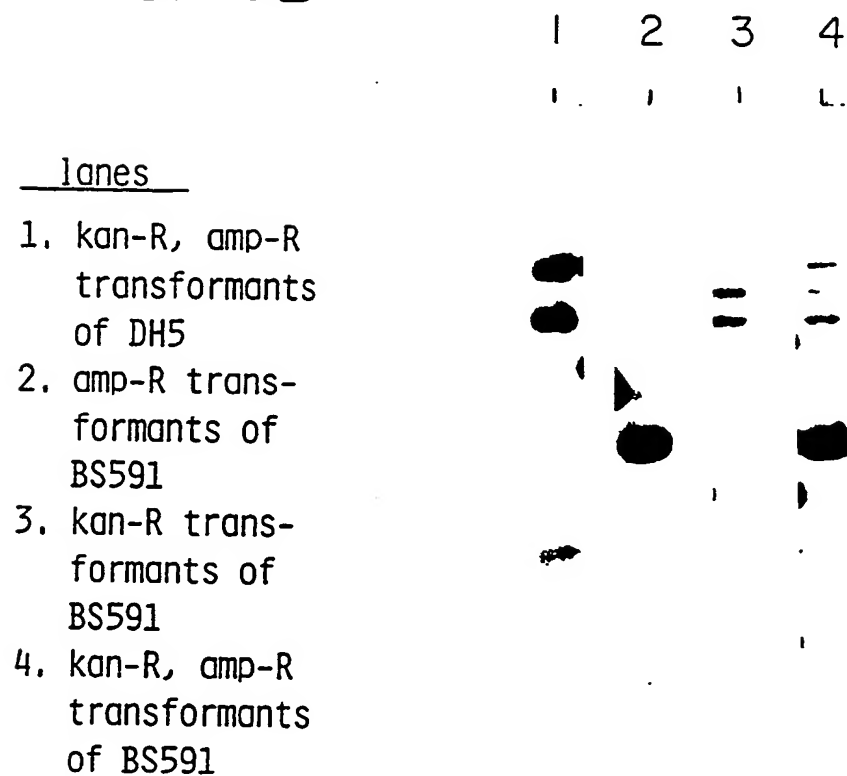 1 2 3 4
lanes
1. kan-R, amp-R
transformants
of DH5
2. amp-R trans-
formants of
BS591
3. kan-R trans-
formants of
BS591
4. kan-R, amp-R
transformants
of BS591